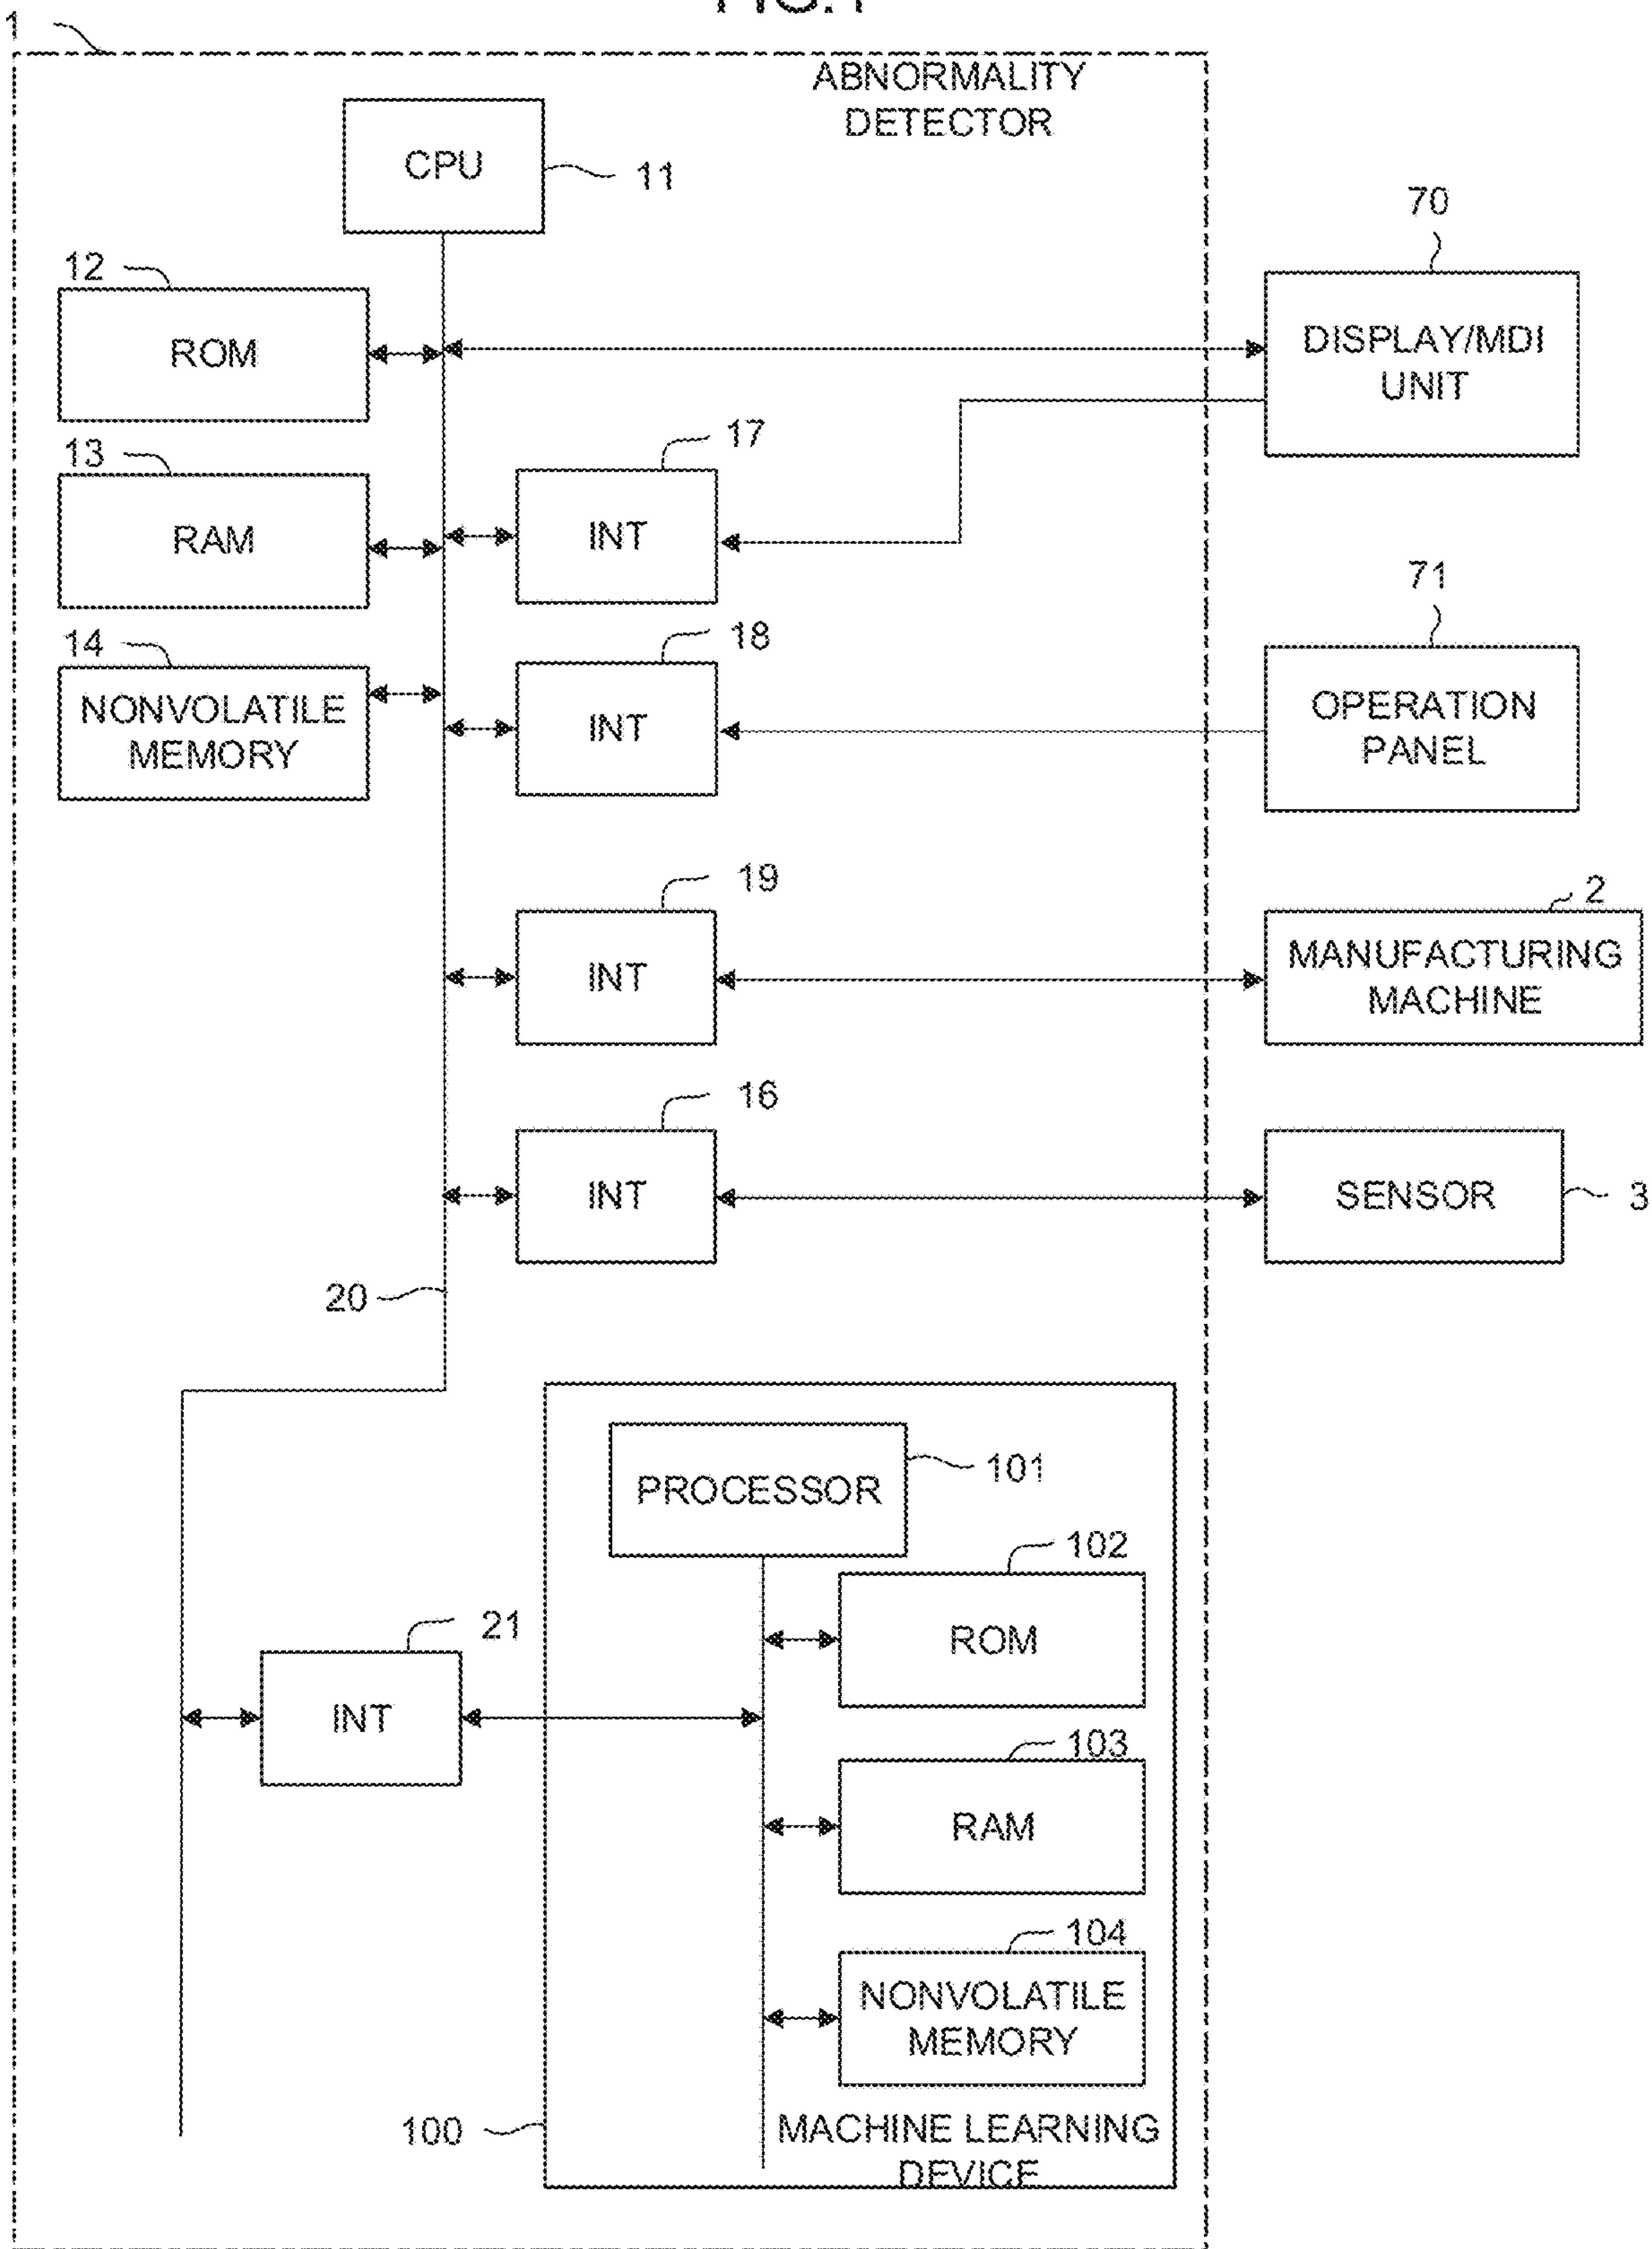 FIG.1
1
ABNORMALITY
DETECTOR
CPU
11
70
12
ROM
DISPLAY/MDI
UNIT
17
13
RAM
INT
71
14
18
NONVOLATILE
MEMORY
INT
OPERATION
PANEL
19
2
INT
MANUFACTURING
MACHINE
16
INT
SENSOR
3
20
PROCESSOR
101
102
ROM
21
INT
103
RAM
104
NONVOLATILE
MEMORY
100
MACHINE LEARNING
DEVICE